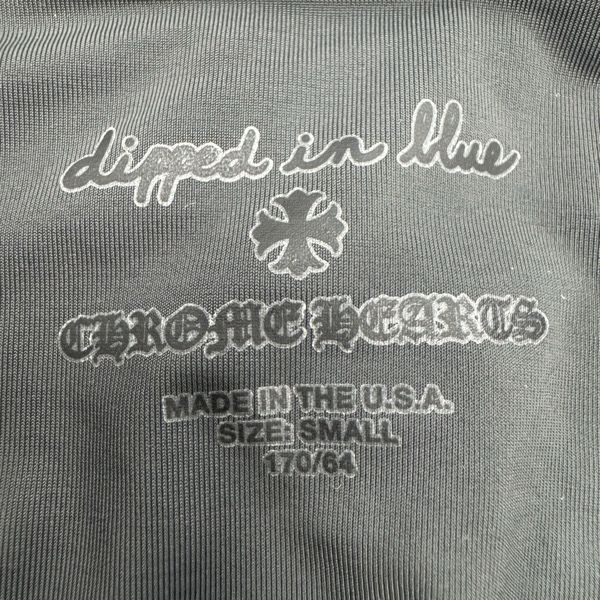 dipped in blue
CHROME HEARTS
MADE IN THE U.S.A.
SIZE: SMALL
170/64